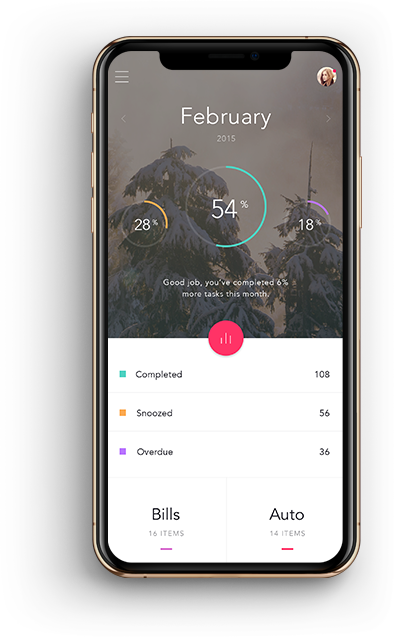 February
2015
28%
54%
18%
Good job, you've completed 6%
more tasks this month.
Completed 108
Snoozed 56
Overdue 36
Bills Auto
16 ITEMS 14 ITEMS